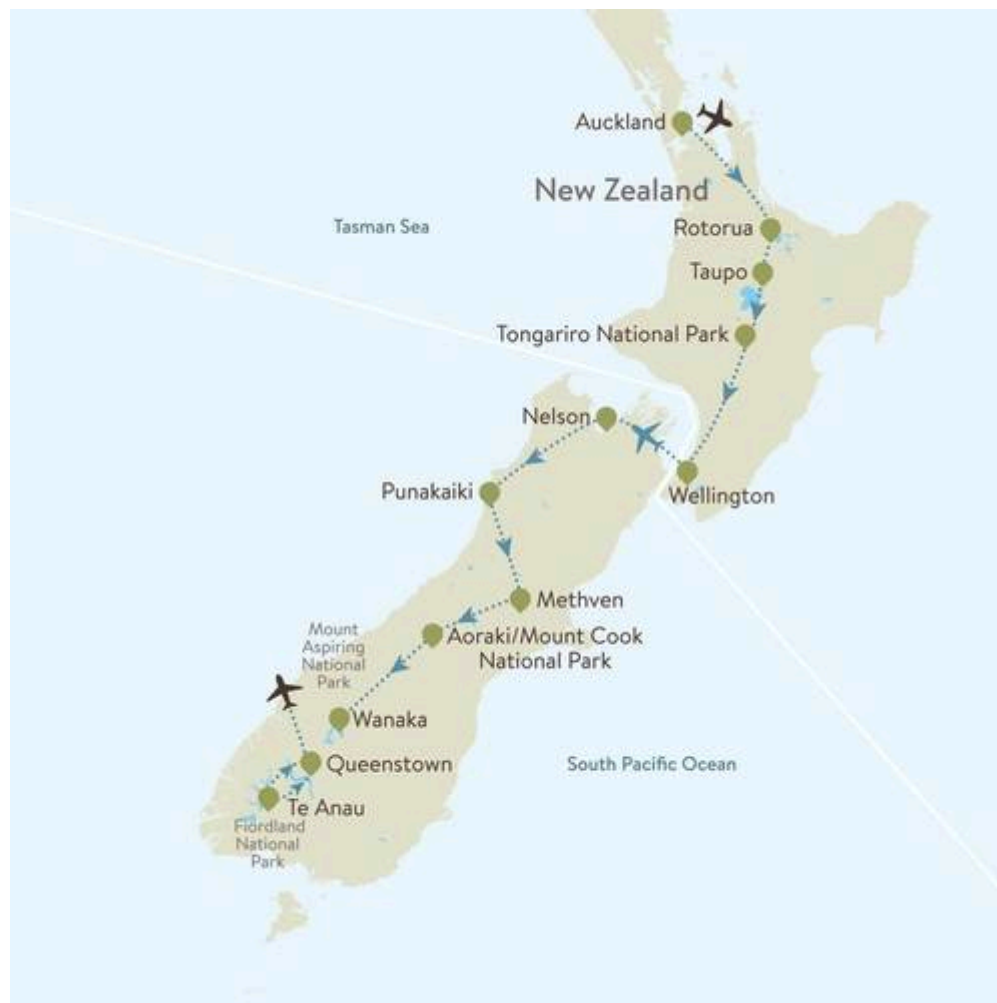 Auckland
New Zealand
Tasman Sea
Rotorua
Taupo
Tongariro National Park
Nelson
Wellington
Punakaiki
Methven
Mount
Aspiring
National
Park
Aoraki/Mount Cook
National Park
Wanaka
Queenstown
South Pacific Ocean
Te Anau
Fiordland
National
Park